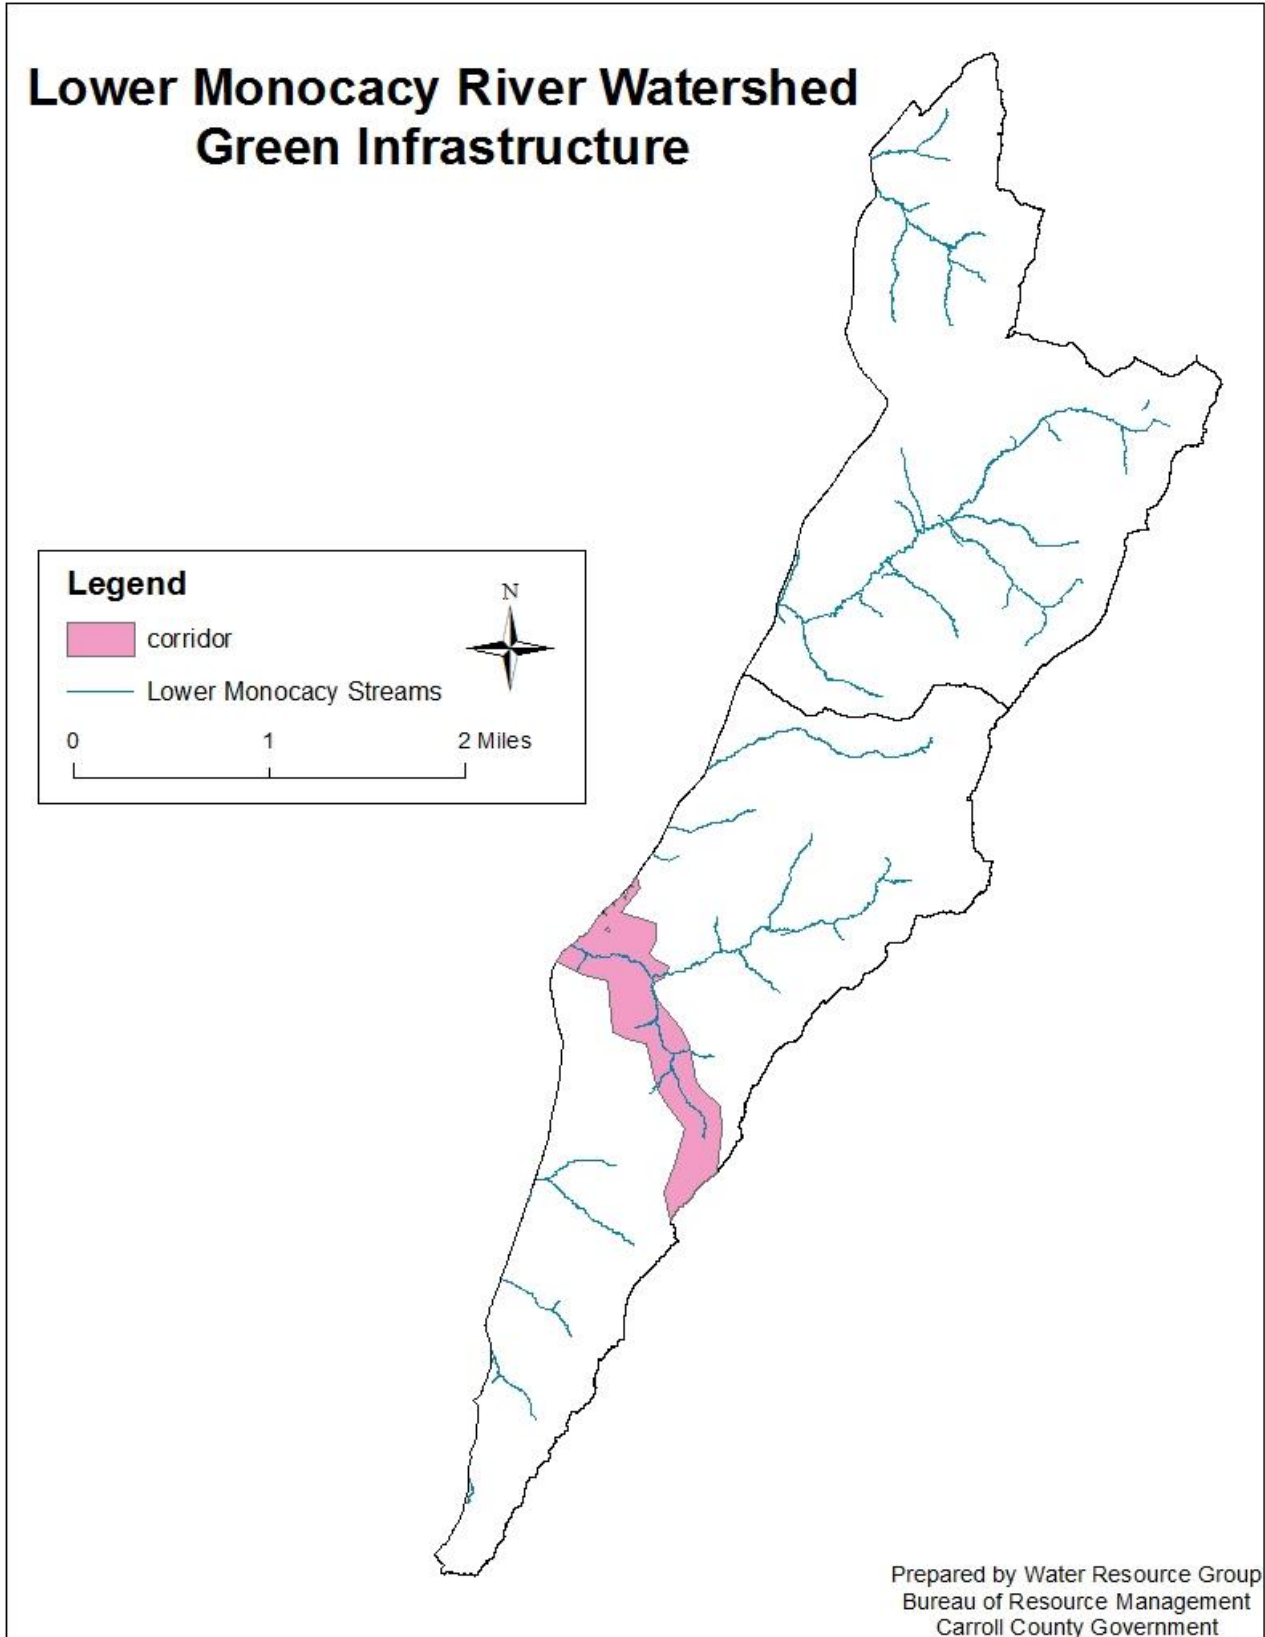 Lower Monocacy River Watershed
Green Infrastructure
Legend
N
corridor
Lower Monocacy Streams
0 1 2 Miles
Prepared by Water Resource Group
Bureau of Resource Management
Carroll County Government